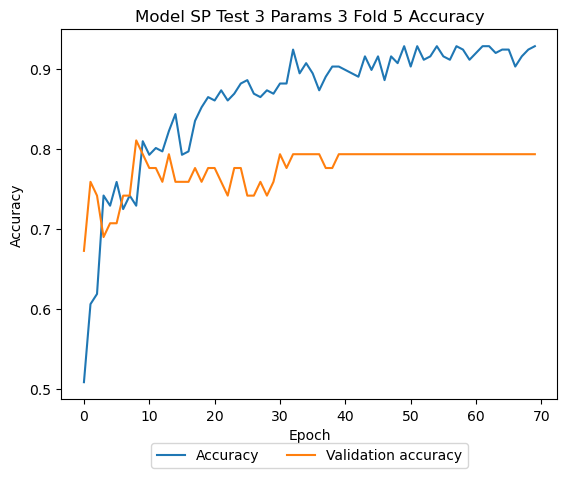 Model SP Test 3 Params 3 Fold 5 Accuracy
Accuracy
0.9
0.8
0.7
0.6
0.5
0 10 20 30 40 50 60 70
Epoch
Accuracy Validation accuracy